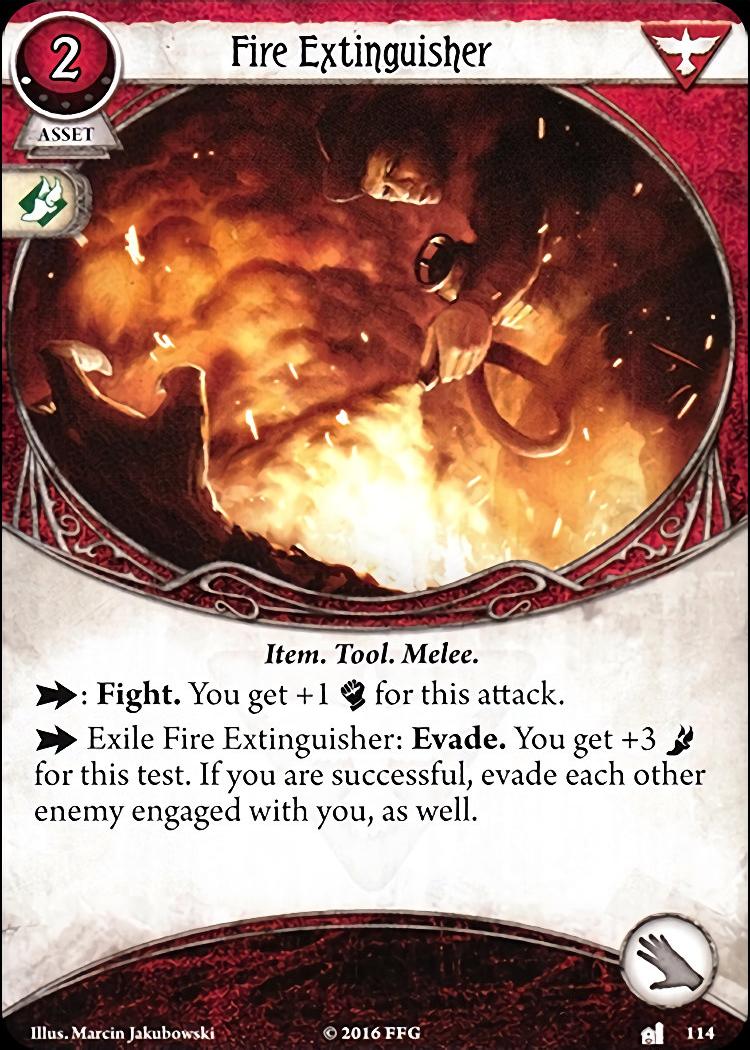 Fire Extinguisher
2
ASSET
Item. Tool. Melee.
: Fight. You get +1 for this attack.
Exile Fire Extinguisher: Evade. You get +3
for this test. If you are successful, evade each other
enemy engaged with you, as well.
Illus. Marcin Jakubowski
© 2016 FFG
114